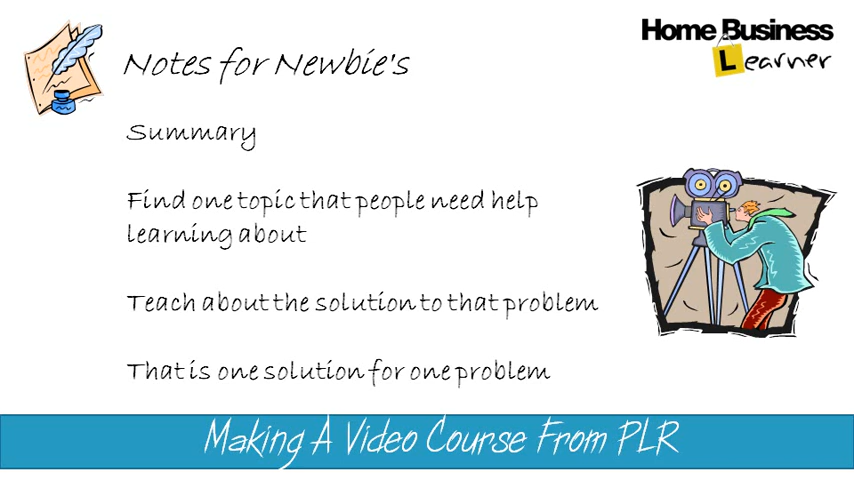 Home Business
Learner
Notes for Newbie's
Summary
Find one topic that people need help
learning about
Teach about the solution to that problem
That is one solution for one problem
Making A Video Course From PLR